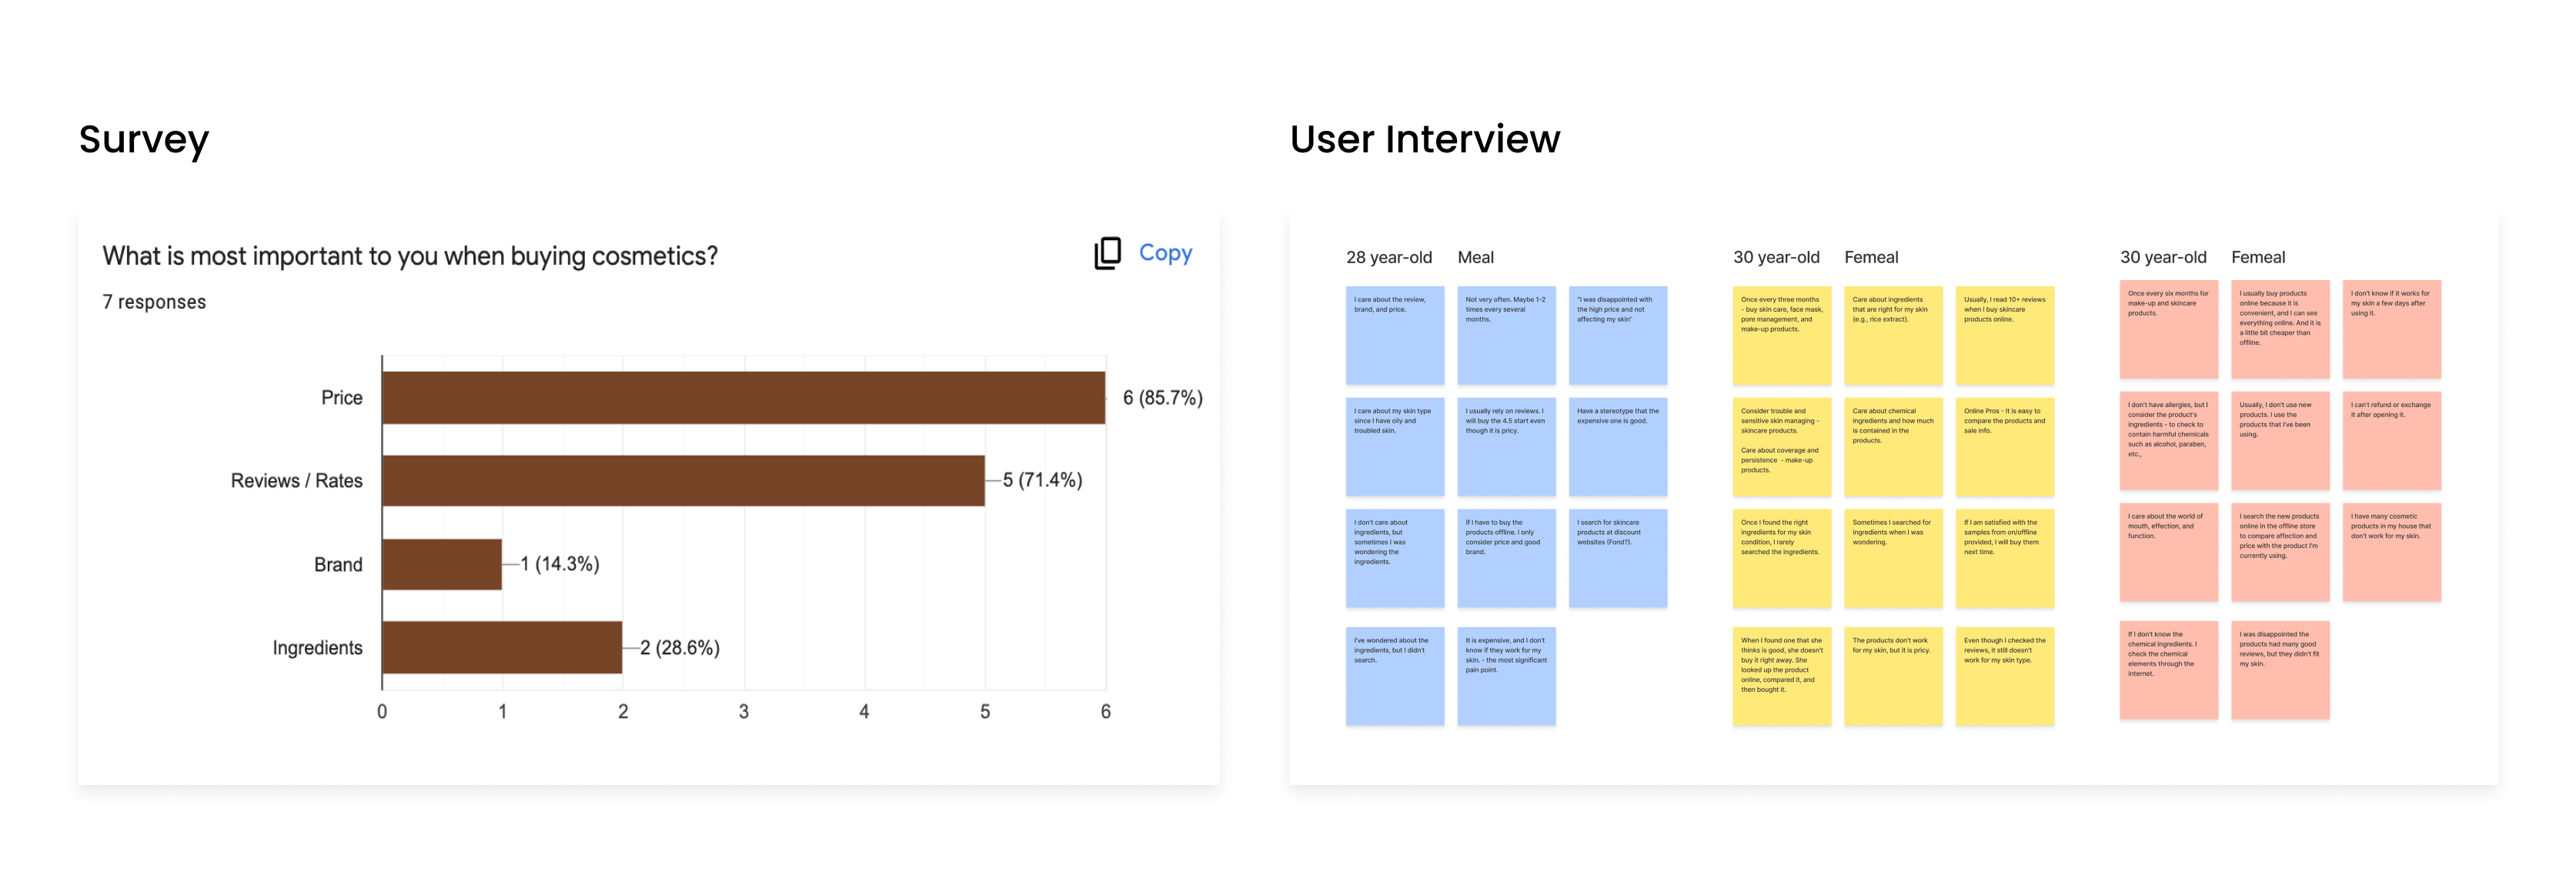 Survey
What is most important to you when buying cosmetics?
Copy
7 responses
Price
6 (85.7%)
Reviews / Rates
5 (71.4%)
Brand
1 (14.3%)
Ingredients
2 (28.6%)
0 1 2 3 4 5 6
User Interview
28 year-old Meal
I care about the review,
brand, and price.
Not very often. Maybe 1-2
times every several
months.
"I was disappointed with
the high price and not
affecting my skin"
I care about my skin type
since I have oily and
troubled skin.
I usually rely on reviews. I
will buy the 4.5 start even
though it is pricy.
Have a stereotype that the
expensive one is good.
I don't care about
ingredients, but
sometimes I was
wondering the
ingredients.
If I have to buy the
products offline. I only
consider price and good
brand.
I search for skincare
products at discount
websites (Fond?).
I've wondered about the
ingredients, but I didn't
search.
It is expensive, and I don't
know if they work for my
skin. - the most significant
pain point.
30 year-old Femeal
Once every three months
- buy skin care, face mask,
pore management, and
make-up products.
Care about ingredients
that are right for my skin
(e.g., rice extract).
Usually, I read 10+ reviews
when I buy skincare
products online.
Consider trouble and
sensitive skin managing -
skincare products.
Care about coverage and
persistence - make-up
products.
Care about chemical
ingredients and how much
is contained in the
products.
Online Pros - It is easy to
compare the products and
sale info.
Once I found the right
ingredients for my skin
condition, I rarely
searched the ingredients.
Sometimes I searched for
ingredients when I was
wondering.
If I am satisfied with the
samples from on/offline
provided, I will buy them
next time.
When I found one that she
thinks is good, she doesn't
buy it right away. She
looked up the product
online, compared it, and
then bought it.
The products don't work
for my skin, but it is pricy.
Even though I checked the
reviews, it still doesn't
work for my skin type.
30 year-old Femeal
Once every six months for
make-up and skincare
products.
I usually buy products
online because it is
convenient, and I can see
everything online. And it is
a little bit cheaper than
offline.
I don't know if it works for
my skin a few days after
using it.
I don't have allergies, but I
consider the product's
ingredients - to check to
contain harmful chemicals
such as alcohol, paraben,
etc.,
Usually, I don't use new
products. I use the
products that I've been
using.
I can't refund or exchange
it after opening it.
I care about the world of
mouth, effection, and
function.
I search the new products
online in the offline store
to compare affection and
price with the product I'm
currently using.
I have many cosmetic
products in my house that
don't work for my skin.
If I don't know the
chemical ingredients. I
check the chemical
elements through the
internet.
I was disappointed the
products had many good
reviews, but they didn't fit
my skin.